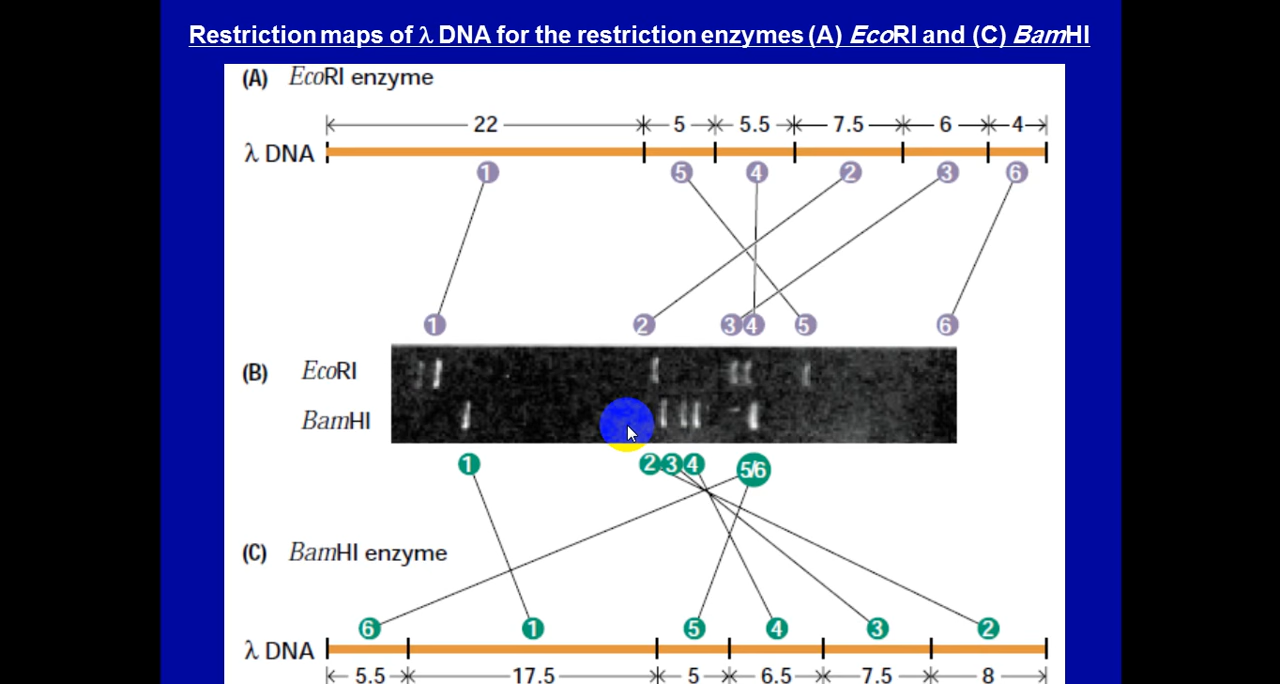 Restriction maps of λ DNA for the restriction enzymes (A) EcoRI and (C) BamHI
(A) EcoRI enzyme
22 5 5.5 7.5 6 4
λ DNA
1 5 4 2 3 6
1 2 3 4 5 6
(B) EcoRI
BamHI
1 2 3 4 5/6
(C) BamHI enzyme
6 1 5 4 3 2
λ DNA
5.5 17.5 5 6.5 7.5 8